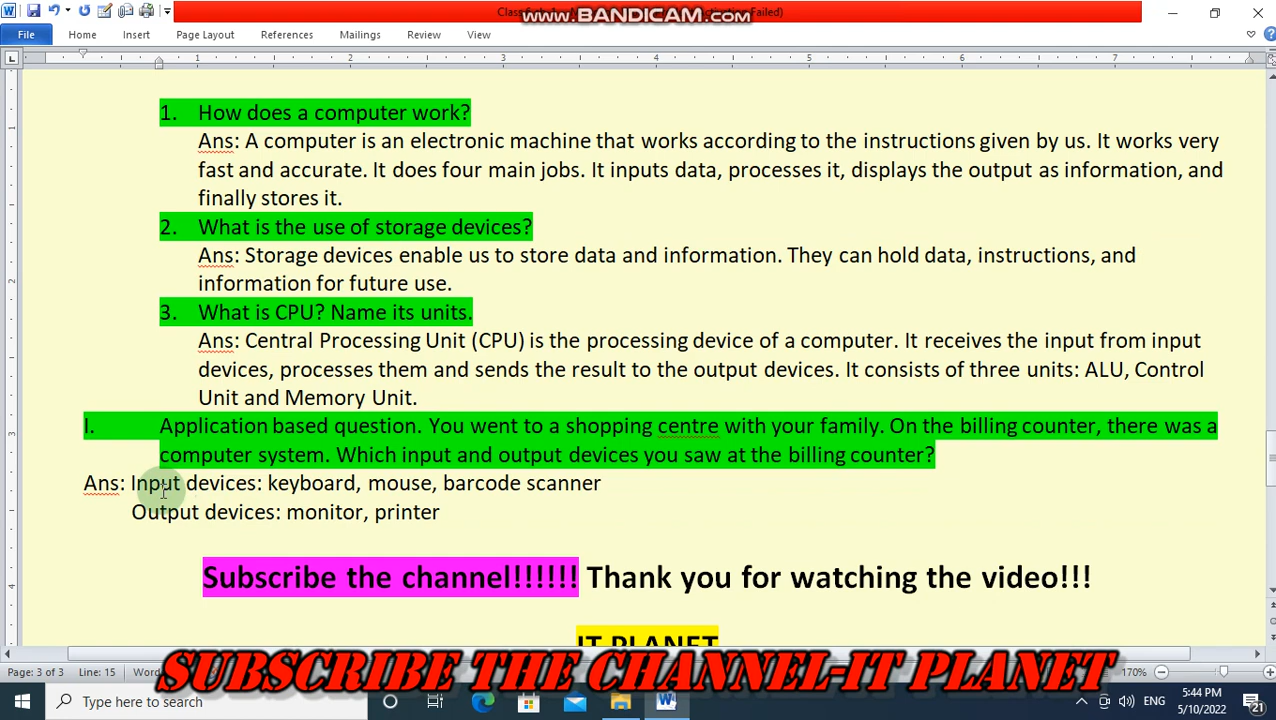 www.BANDICAM.com
File Home Insert Page Layout References Mailings Review View
1. How does a computer work?
Ans: A computer is an electronic machine that works according to the instructions given by us. It works very
fast and accurate. It does four main jobs. It inputs data, processes it, displays the output as information, and
finally stores it.
2. What is the use of storage devices?
Ans: Storage devices enable us to store data and information. They can hold data, instructions, and
information for future use.
3. What is CPU? Name its units.
Ans: Central Processing Unit (CPU) is the processing device of a computer. It receives the input from input
devices, processes them and sends the result to the output devices. It consists of three units: ALU, Control
Unit and Memory Unit.
I. Application based question. You went to a shopping centre with your family. On the billing counter, there was a
computer system. Which input and output devices you saw at the billing counter?
Ans: Input devices: keyboard, mouse, barcode scanner
Output devices: monitor, printer
Subscribe the channel!!!!!! Thank you for watching the video!!!
IT PLANET
SUBSCRIBE THE CHANNEL-IT PLANET
Page: 3 of 3 Line: 15 170%
Type here to search
ENG
5:44 PM
5/10/2022
21